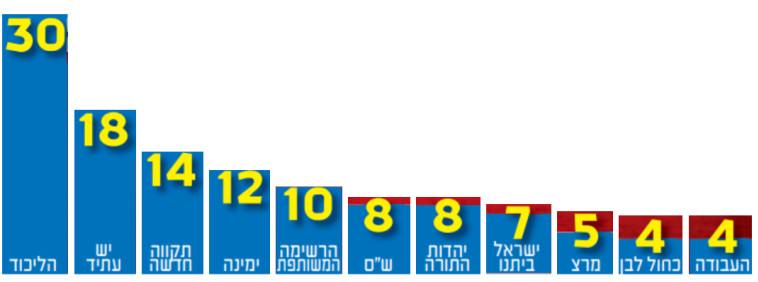 30
18
14
12
10
8
8
7
5
4
4
הליכוד
יש
עתיד
תקווה
חדשה
ימינה
הרשימה
המשותפת
ש"ס
יהדות
התורה
ישראל
ביתנו
מרצ
כחול לבן
העבודה